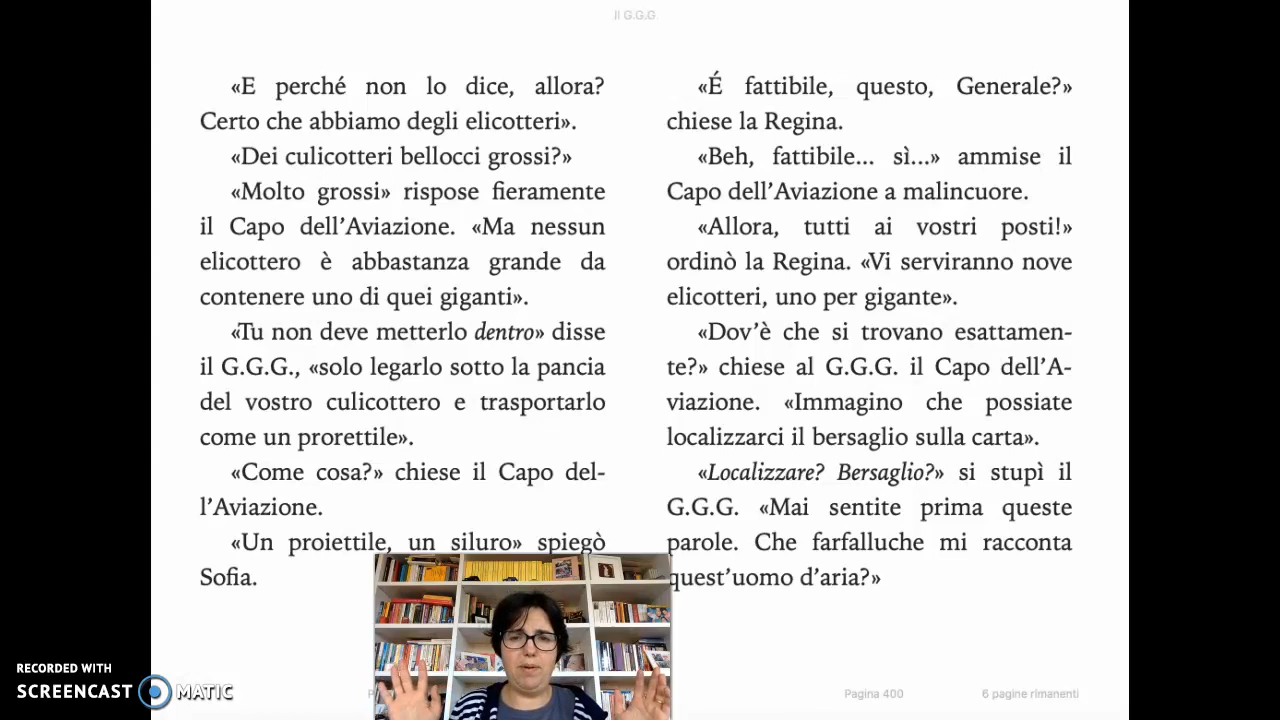 Il G.G.G.
«E perché non lo dice, allora?
Certo che abbiamo degli elicotteri».
«Dei culicotteri bellocci grossi?»
«Molto grossi» rispose fieramente
il Capo dell’Aviazione. «Ma nessun
elicottero è abbastanza grande da
contenere uno di quei giganti».
«Tu non deve metterlo dentro» disse
il G.G.G., «solo legarlo sotto la pancia
del vostro culicottero e trasportarlo
come un prorettile».
«Come cosa?» chiese il Capo del-
l’Aviazione.
«Un proiettile, un siluro» spiegò
Sofia.
«É fattibile, questo, Generale?»
chiese la Regina.
«Beh, fattibile... sì...» ammise il
Capo dell’Aviazione a malincuore.
«Allora, tutti ai vostri posti!»
ordinò la Regina. «Vi serviranno nove
elicotteri, uno per gigante».
«Dov’è che si trovano esattamen-
te?» chiese al G.G.G. il Capo dell’A-
viazione. «Immagino che possiate
localizzarci il bersaglio sulla carta».
«Localizzare? Bersaglio?» si stupì il
G.G.G. «Mai sentite prima queste
parole. Che farfalluche mi racconta
quest’uomo d’aria?»
Pagina 400
6 pagine rimanenti
RECORDED WITH
SCREENCAST MATIC